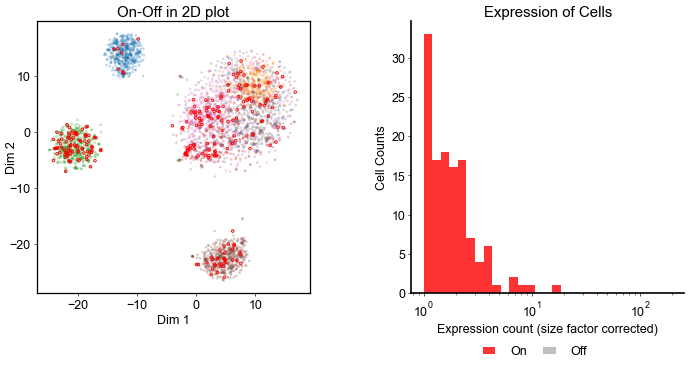 On-Off in 2D plot
10
0
−10
−20
Dim 2
−20
−10
0
10
Dim 1
Expression of Cells
30
25
20
15
10
5
0
Cell Counts
10^0
10^1
10^2
Expression count (size factor corrected)
On
Off